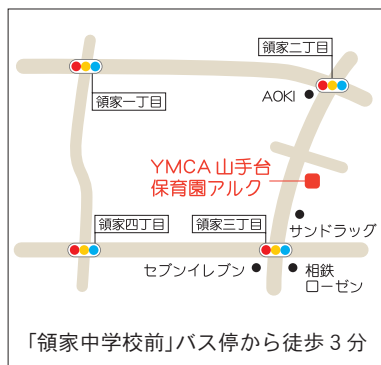 領家二丁目
AOKI
領家一丁目
YMCA 山手台
保育園アルク
領家四丁目
領家三丁目
サンドラッグ
セブンイレブン
相鉄
ローゼン
「領家中学校前」バス停から徒歩 3 分